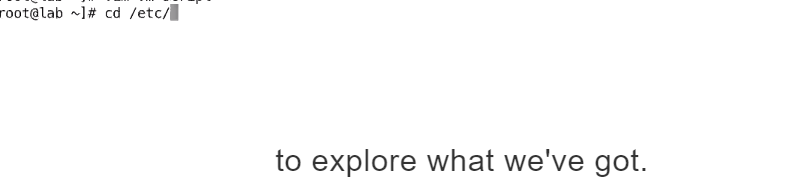 root@lab ~]# cd /etc/
to explore what we've got.